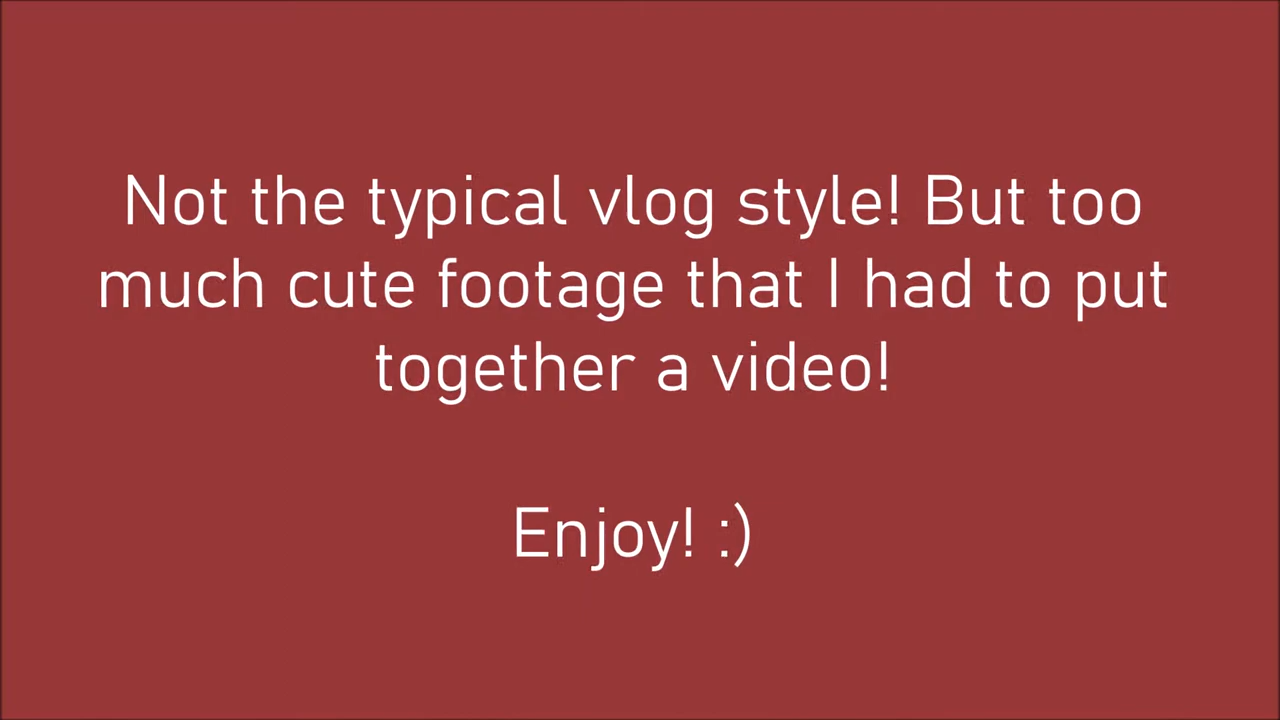 Not the typical vlog style! But too
much cute footage that I had to put
together a video!
Enjoy! :)